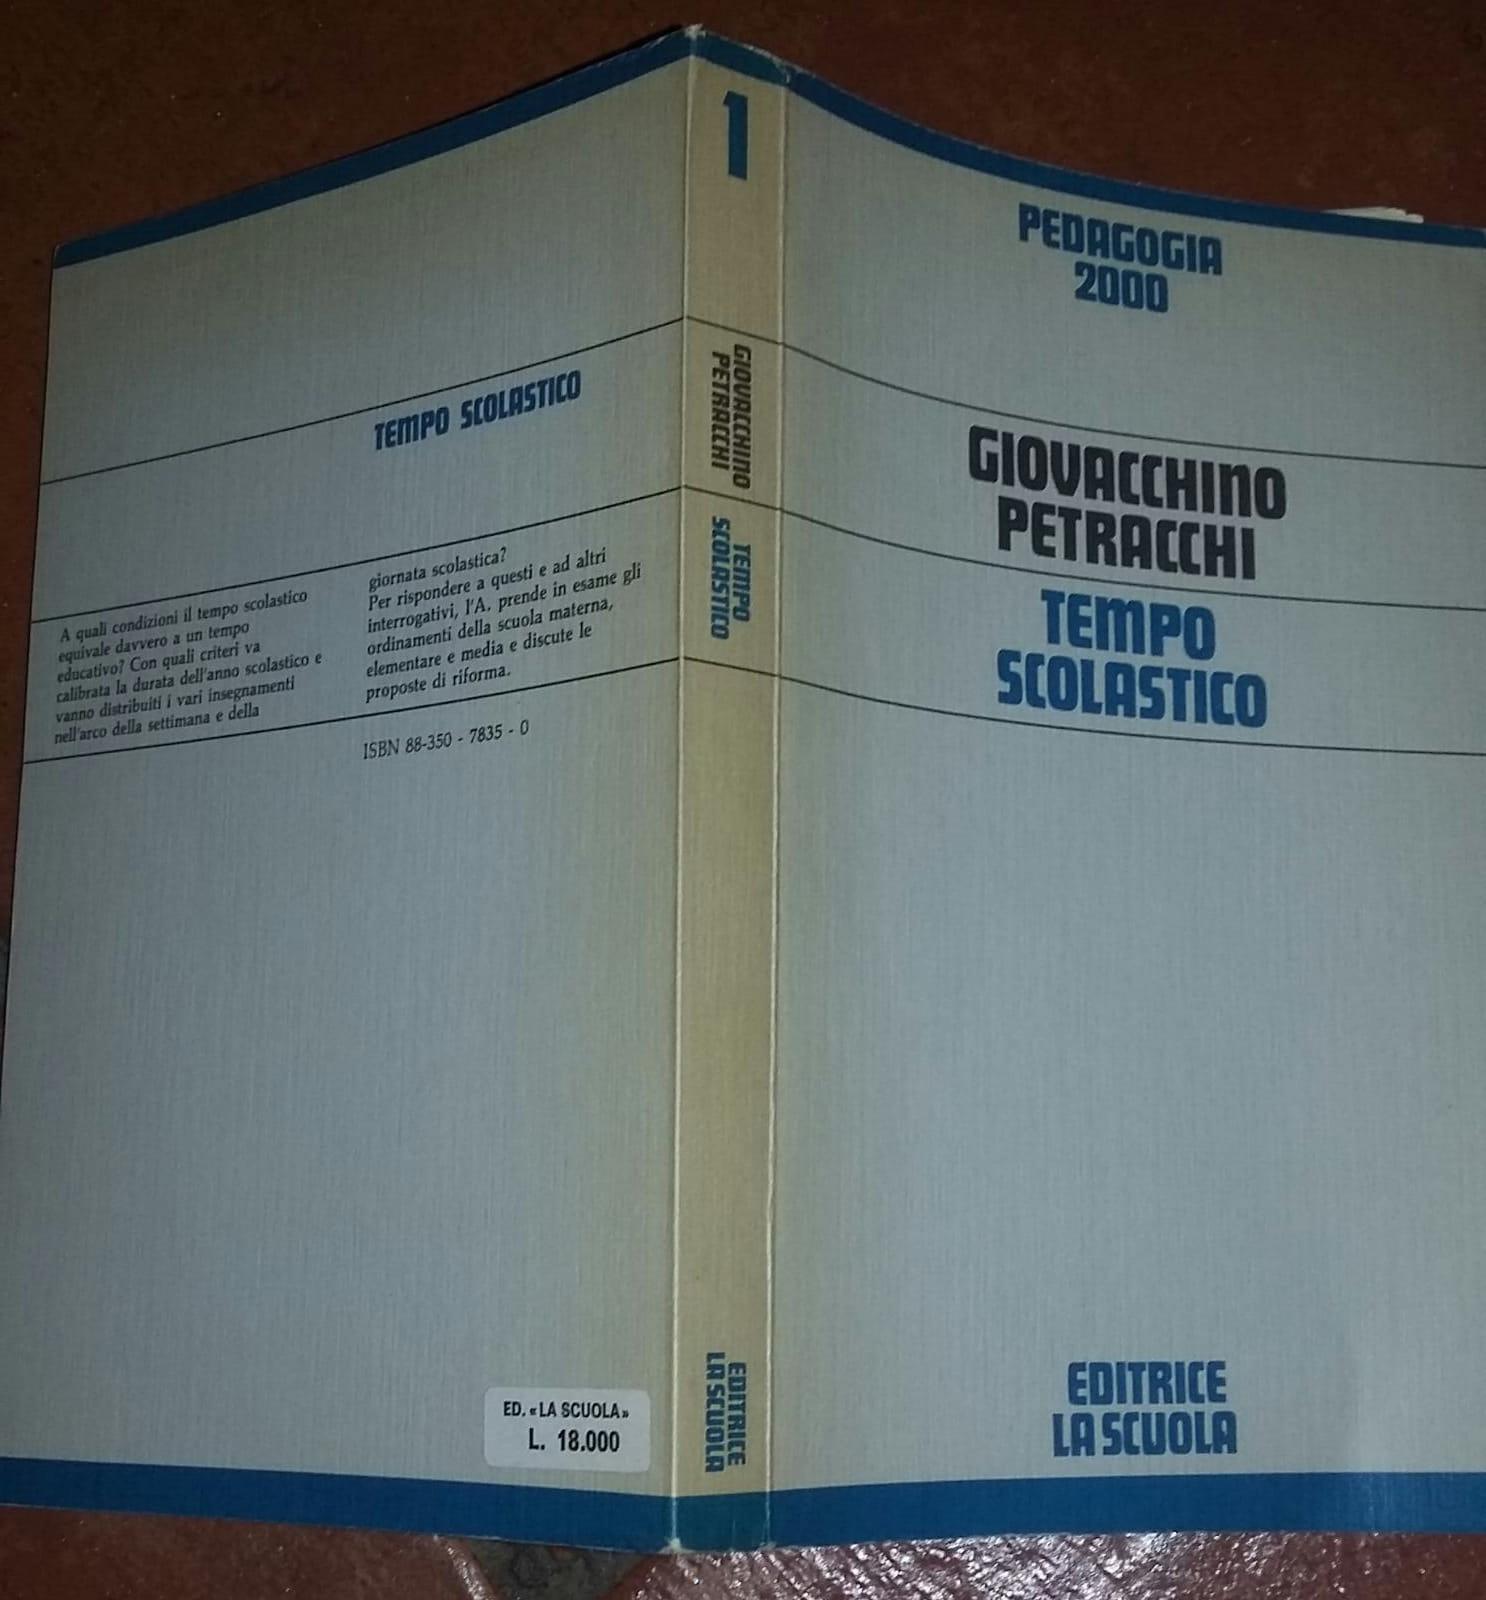 TEMPO SCOLASTICO
A quali condizioni il tempo scolastico
equivale davvero a un tempo
educativo? Con quali criteri va
calibrata la durata dell'anno scolastico e
vanno distribuiti i vari insegnamenti
nell'arco della settimana e della
giornata scolastica?
Per rispondere a questi e ad altri
interrogativi, l'A. prende in esame gli
ordinamenti della scuola materna,
elementare e media e discute le
proposte di riforma.
ISBN 88-350 - 7835 - 0
ED. «LA SCUOLA»
L. 18.000
1
GIOVACCHINO
PETRACCHI
TEMPO
SCOLASTICO
EDITRICE
LA SCUOLA
PEDAGOGIA
2000
GIOVACCHINO
PETRACCHI
TEMPO
SCOLASTICO
EDITRICE
LA SCUOLA